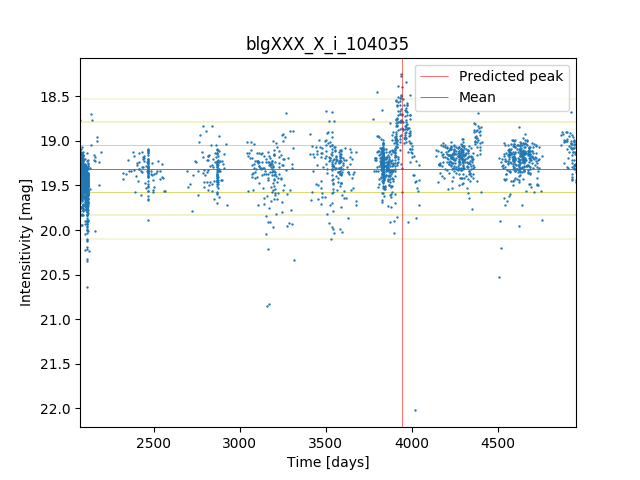 blgXXX_X_i_104035
Predicted peak
Mean
Intensitivity [mag]
18.5
19.0
19.5
20.0
20.5
21.0
21.5
22.0
2500 3000 3500 4000 4500
Time [days]